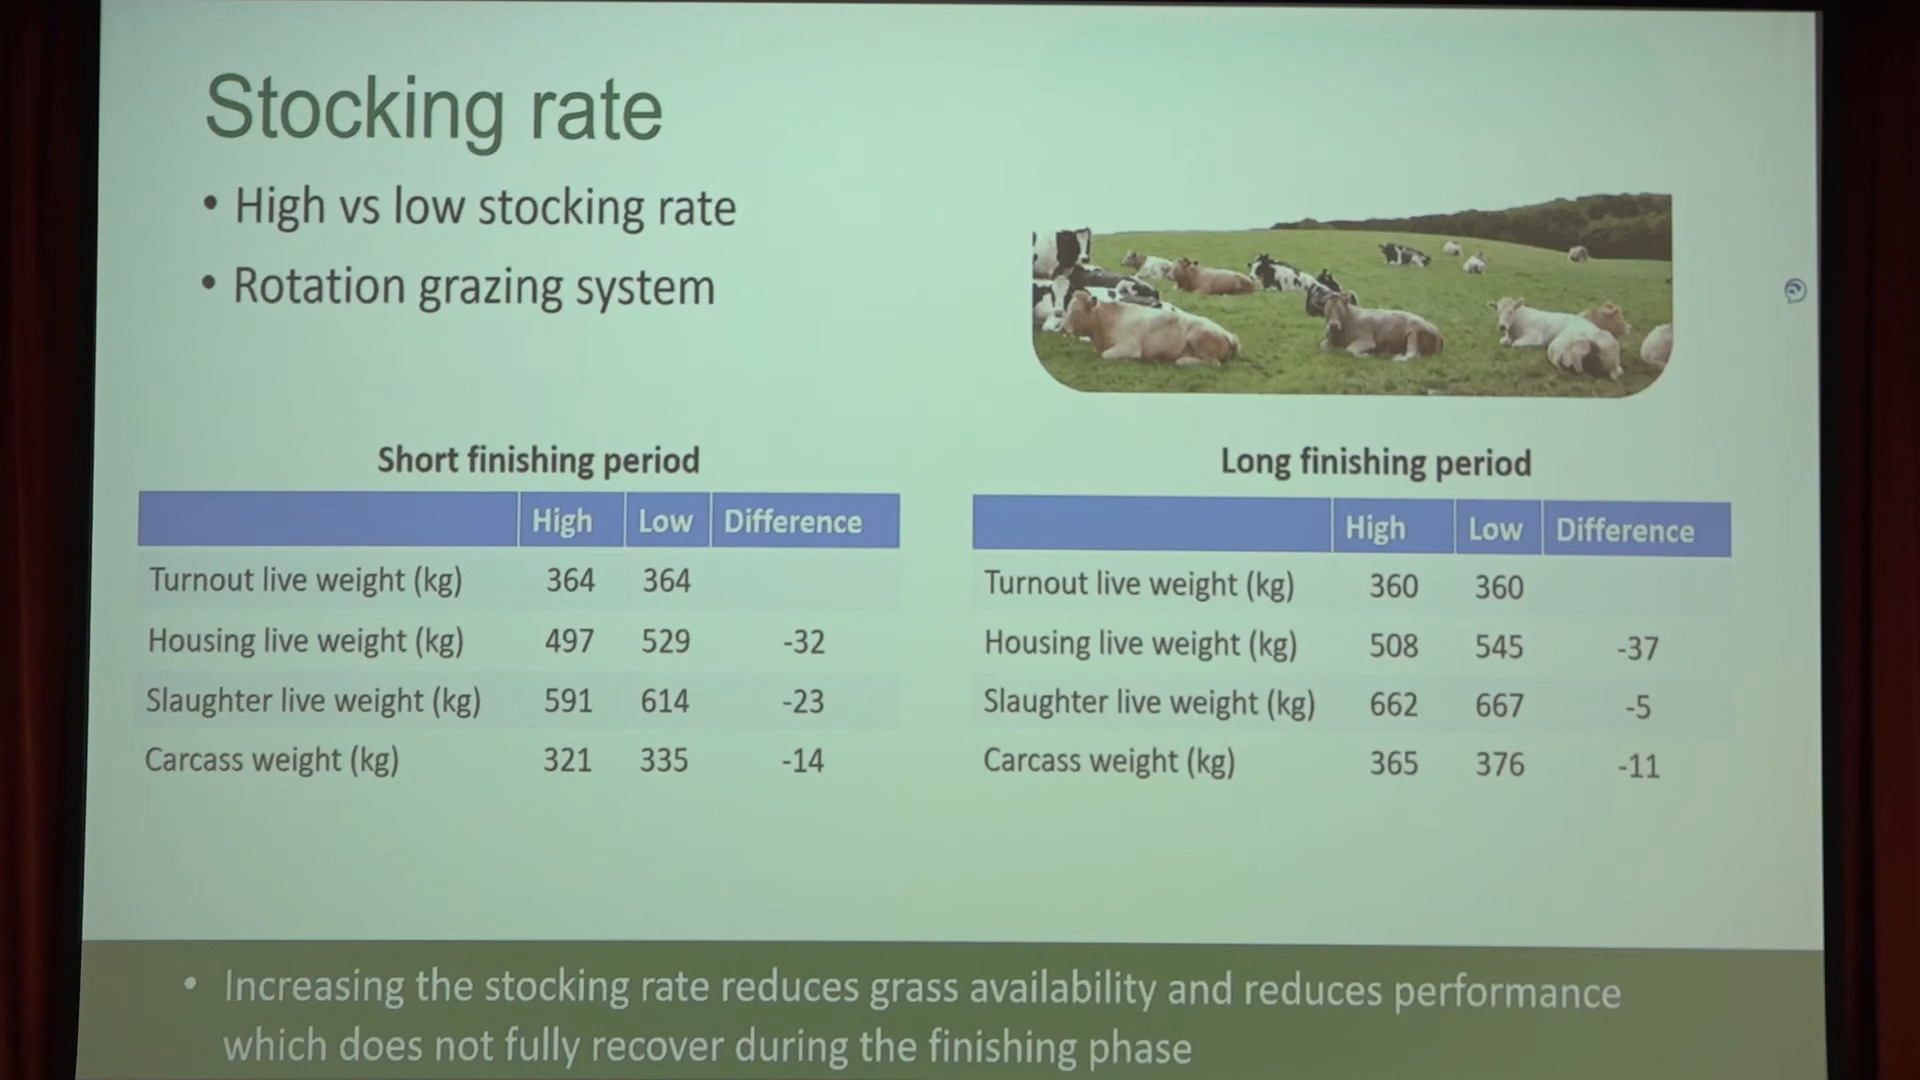 Stocking rate
• High vs low stocking rate
• Rotation grazing system
Short finishing period
High Low Difference
Turnout live weight (kg) 364 364
Housing live weight (kg) 497 529 -32
Slaughter live weight (kg) 591 614 -23
Carcass weight (kg) 321 335 -14
Long finishing period
High Low Difference
Turnout live weight (kg) 360 360
Housing live weight (kg) 508 545 -37
Slaughter live weight (kg) 662 667 -5
Carcass weight (kg) 365 376 -11
• Increasing the stocking rate reduces grass availability and reduces performance
which does not fully recover during the finishing phase